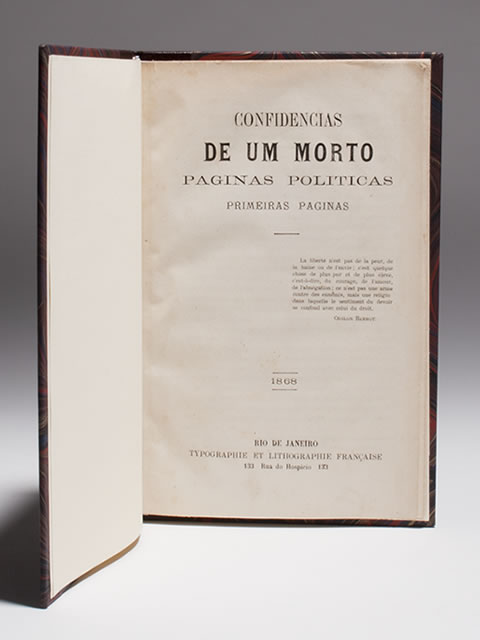 CONFIDENCIAS
DE UM MORTO
PAGINAS POLITICAS
PRIMEIRAS PAGINAS
La liberté n'est pas de la peur, de
la haine ou de l'envie; c'est quelque
chose de plus pur et de plus élevé,
c'est-à-dire, du courage, de l'amour,
de l'abnégation; ce n'est pas une arme
contre des combats, mais une religion
dans laquelle le sentiment du devoir
se confond avec celui du droit.
ODILON BARROT
1868
RIO DE JANEIRO
TYPOGRAPHIE ET LITHOGRAPHIE FRANÇAISE
Rua do Hospicio